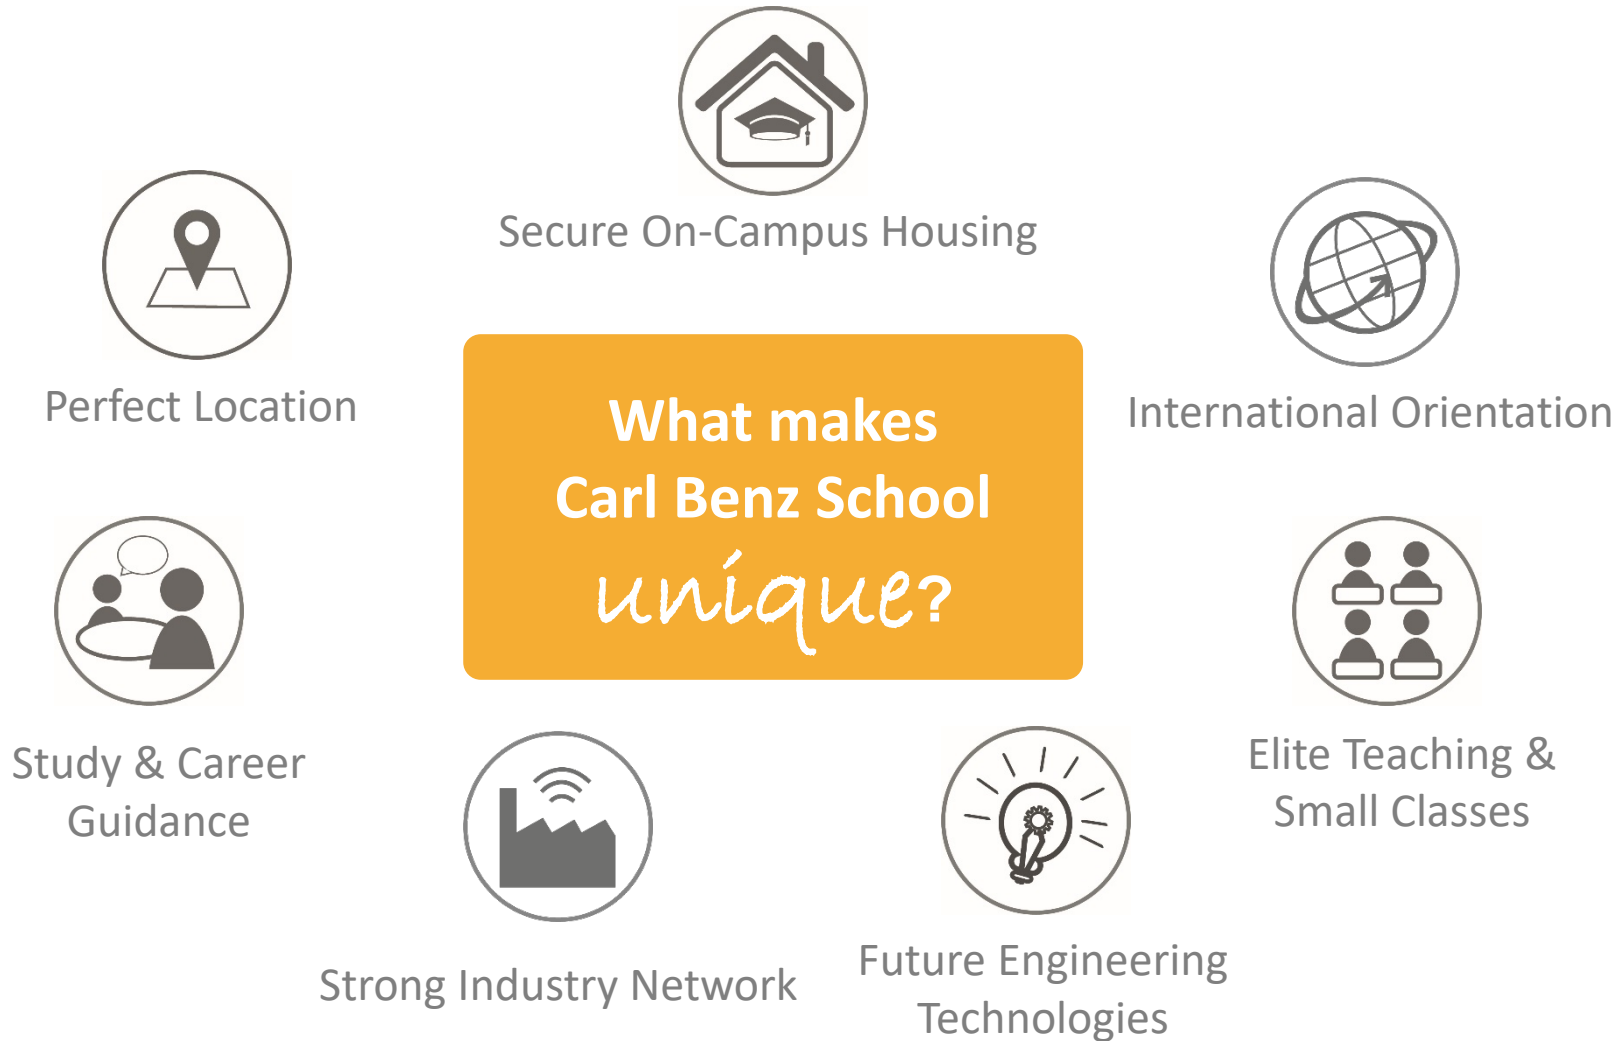 Secure On-Campus Housing
Perfect Location
International Orientation
What makes
Carl Benz School
unique?
Study & Career
Guidance
Elite Teaching &
Small Classes
Strong Industry Network
Future Engineering
Technologies